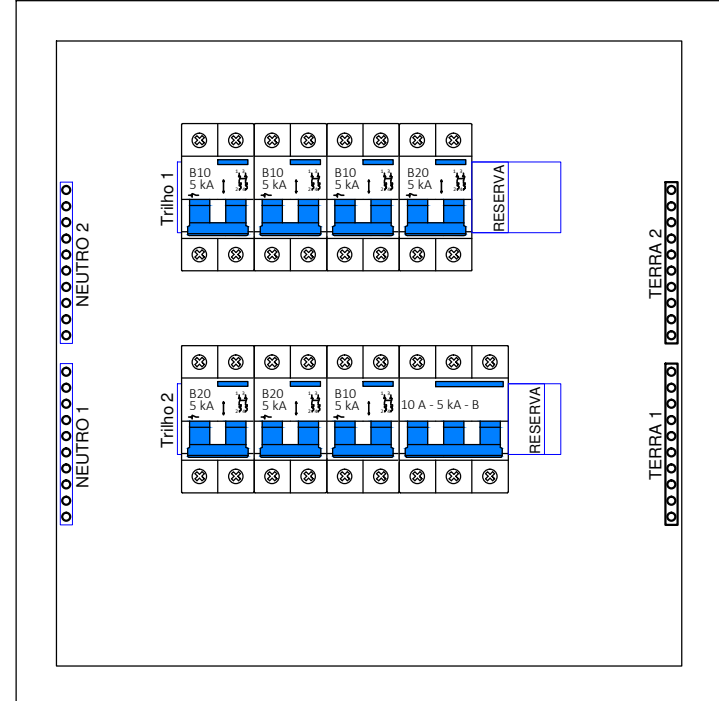 Trilho 1
B10
5 kA
B10
5 kA
B10
5 kA
B20
5 kA
RESERVA
NEUTRO 2
TERRA 2
Trilho 2
B20
5 kA
B20
5 kA
B10
5 kA
10 A - 5 kA - B
RESERVA
NEUTRO 1
TERRA 1